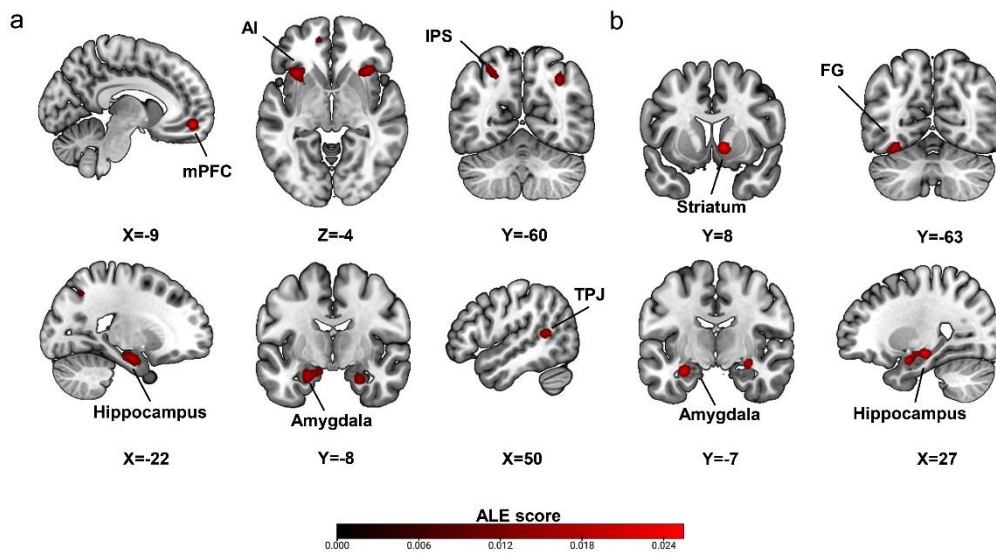 a
b
AI
IPS
FG
mPFC
Striatum
X=-9
Z=-4
Y=-60
Y=8
Y=-63
TPJ
Hippocampus
Amygdala
Amygdala
Hippocampus
X=-22
Y=-8
X=50
Y=-7
X=27
ALE score
0.000 0.006 0.012 0.018 0.024